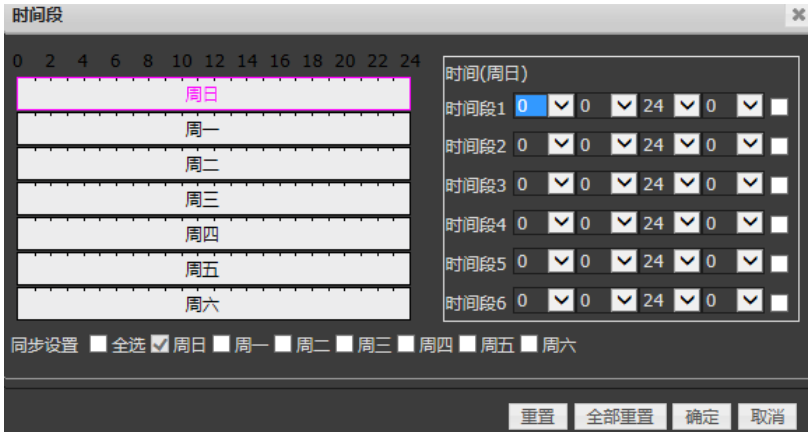 时间段
0 2 4 6 8 10 12 14 16 18 20 22 24
周日
周一
周二
周三
周四
周五
周六
时间(周日)
时间段1 0 0 24 0
时间段2 0 0 24 0
时间段3 0 0 24 0
时间段4 0 0 24 0
时间段5 0 0 24 0
时间段6 0 0 24 0
同步设置 全选 周日 周一 周二 周三 周四 周五 周六
重置 全部重置 确定 取消